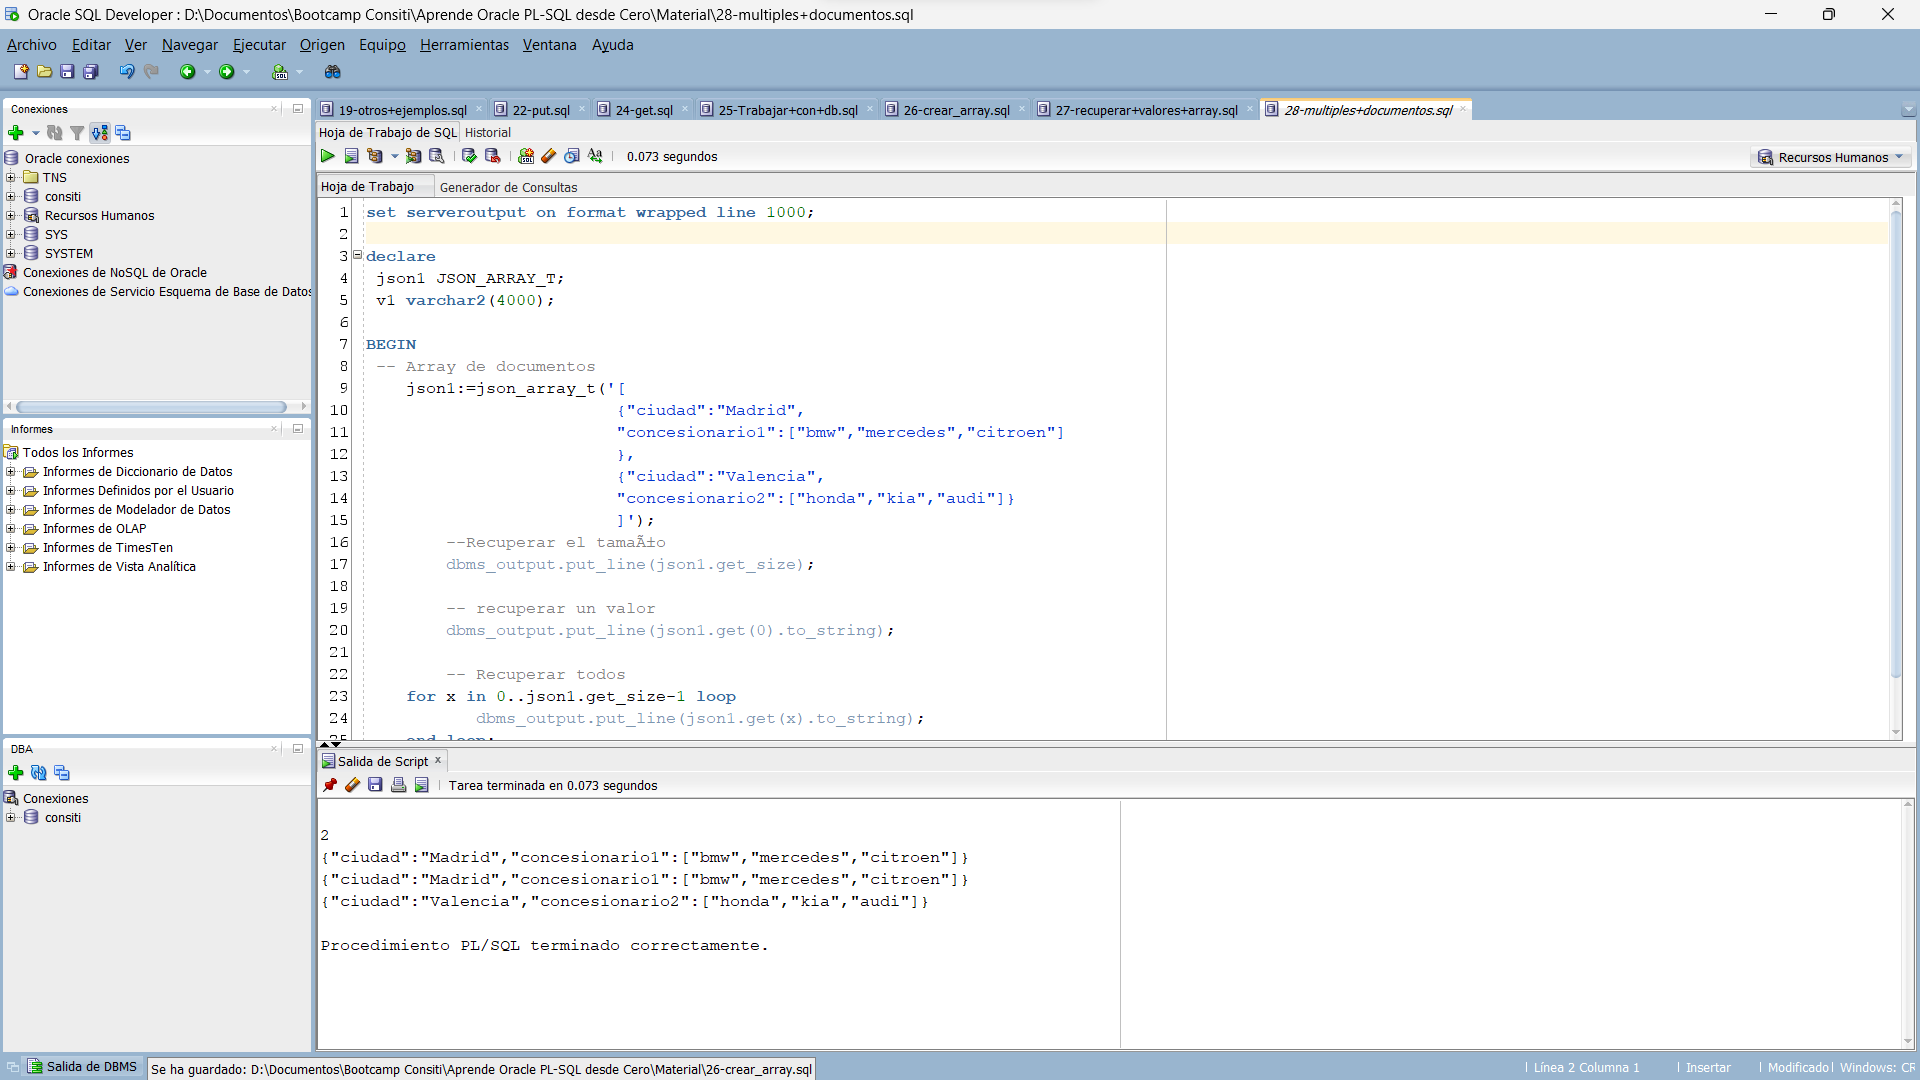 Oracle SQL Developer : D:\Documentos\Bootcamp Consiti\Aprende Oracle PL-SQL desde Cero\Material\28-multiples+documentos.sql
Archivo Editar Ver Navegar Ejecutar Origen Equipo Herramientas Ventana Ayuda
Conexiones
Oracle conexiones
TNS
consiti
Recursos Humanos
SYS
SYSTEM
Conexiones de NoSQL de Oracle
Conexiones de Servicio Esquema de Base de Datos
Informes
Todos los Informes
Informes de Diccionario de Datos
Informes Definidos por el Usuario
Informes de Modelador de Datos
Informes de OLAP
Informes de TimesTen
Informes de Vista Analítica
DBA
Conexiones
consiti
19-otros+ejemplos.sql 22-put.sql 24-get.sql 25-Trabajar+con+db.sql 26-crear_array.sql 27-recuperar+valores+array.sql 28-multiples+documentos.sql
Hoja de Trabajo de SQL Historial
0.073 segundos
Recursos Humanos
Hoja de Trabajo Generador de Consultas
1 set serveroutput on format wrapped line 1000;
2
3 declare
4 json1 JSON_ARRAY_T;
5 v1 varchar2(4000);
6
7 BEGIN
8 -- Array de documentos
9 json1:=json_array_t('[
10 {"ciudad":"Madrid",
11 "concesionario1":["bmw","mercedes","citroen"]
12 },
13 {"ciudad":"Valencia",
14 "concesionario2":["honda","kia","audi"]}
15 ]');
16 --Recuperar el tamaÃ±o
17 dbms_output.put_line(json1.get_size);
18
19 -- recuperar un valor
20 dbms_output.put_line(json1.get(0).to_string);
21
22 -- Recuperar todos
23 for x in 0..json1.get_size-1 loop
24 dbms_output.put_line(json1.get(x).to_string);
25 end loop;
Salida de Script
Tarea terminada en 0.073 segundos
2
{"ciudad":"Madrid","concesionario1":["bmw","mercedes","citroen"]}
{"ciudad":"Madrid","concesionario1":["bmw","mercedes","citroen"]}
{"ciudad":"Valencia","concesionario2":["honda","kia","audi"]}
Procedimiento PL/SQL terminado correctamente.
Salida de DBMS
Se ha guardado: D:\Documentos\Bootcamp Consiti\Aprende Oracle PL-SQL desde Cero\Material\26-crear_array.sql
Línea 2 Columna 1 Insertar Modificado Windows: CR